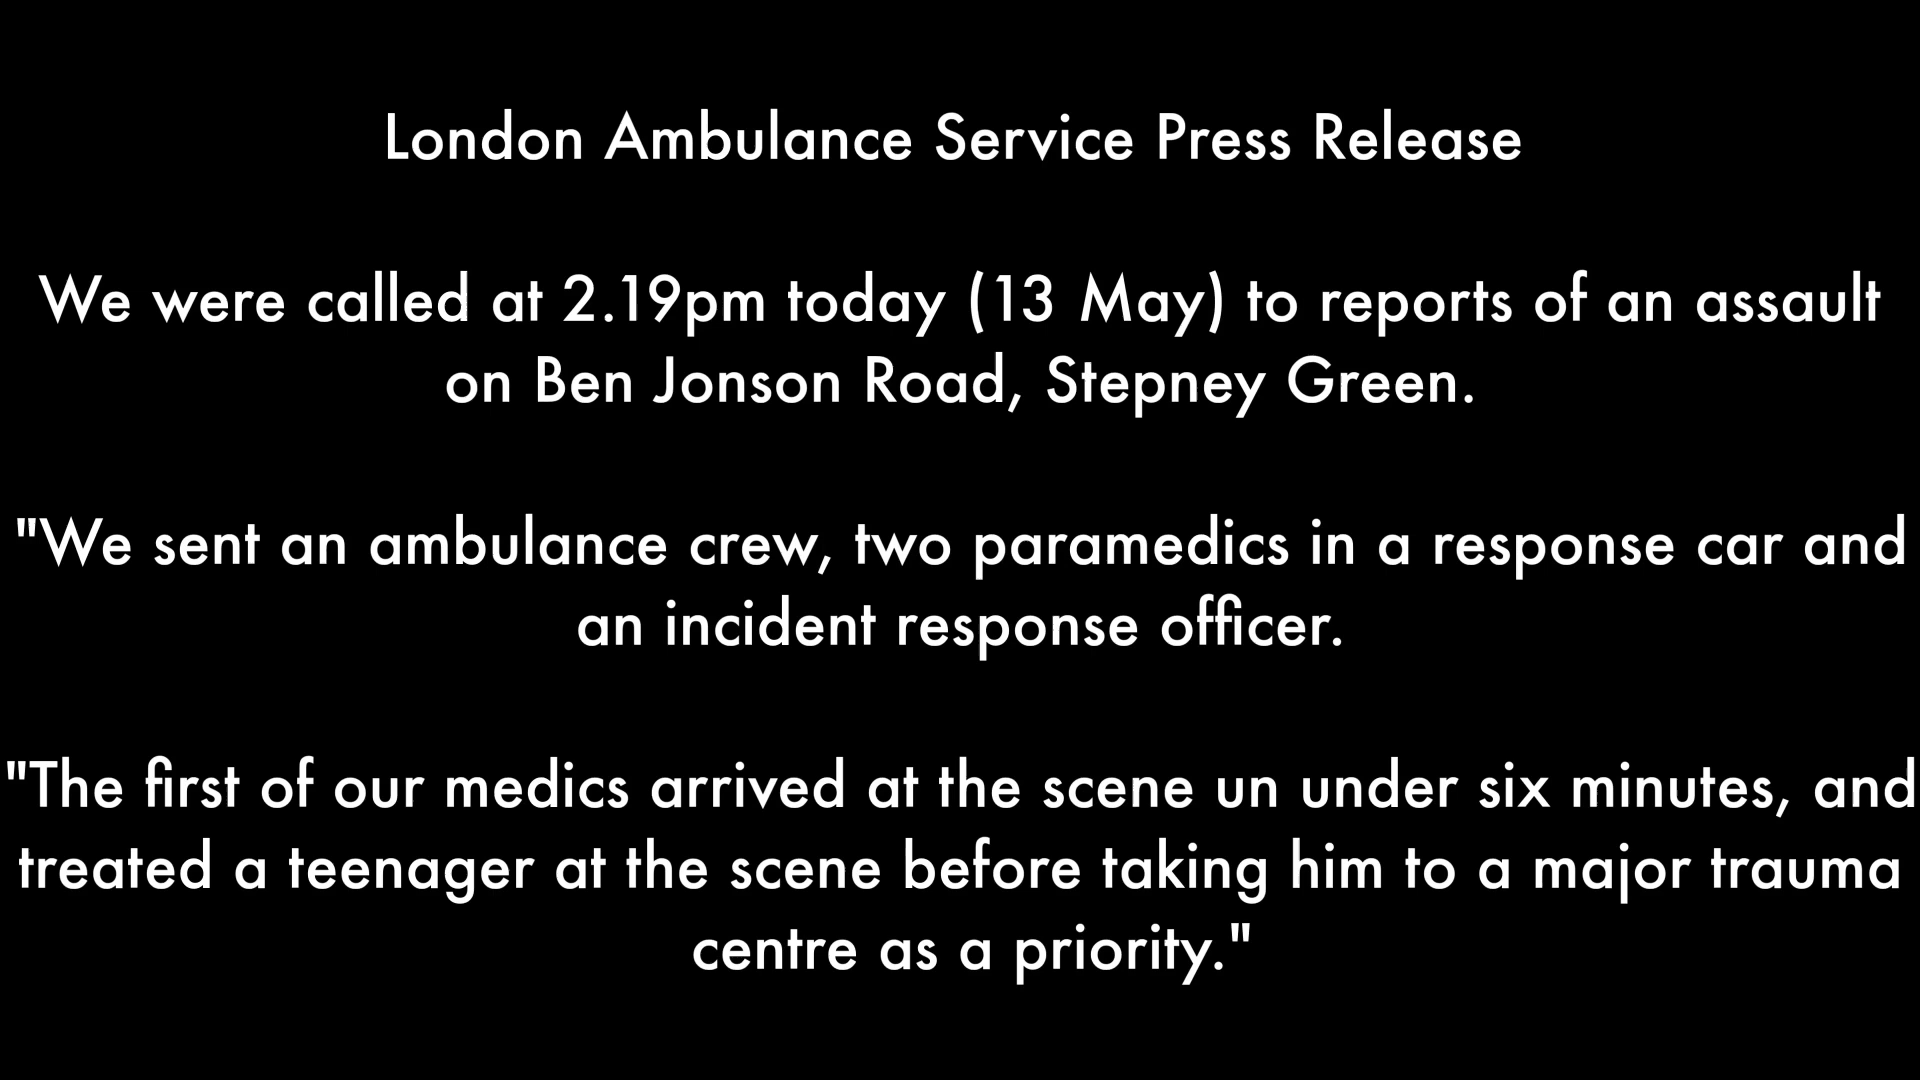 London Ambulance Service Press Release
We were called at 2.19pm today (13 May) to reports of an assault
on Ben Jonson Road, Stepney Green.
"We sent an ambulance crew, two paramedics in a response car and
an incident response officer.
"The first of our medics arrived at the scene un under six minutes, and
treated a teenager at the scene before taking him to a major trauma
centre as a priority."